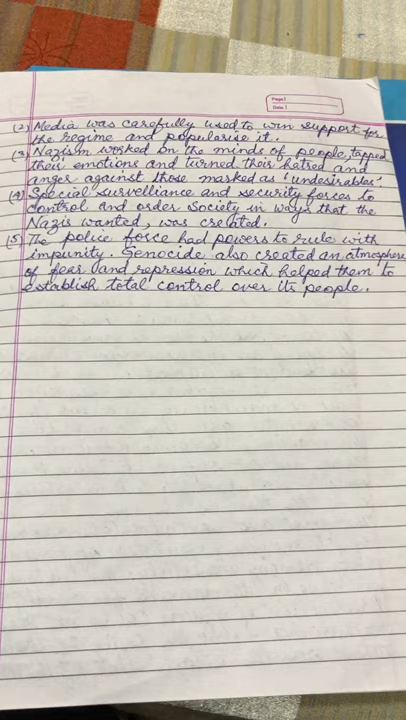 Page:
Date:
(2) Media was carefully used to win support for
the regime and popularise it.
(3) Nazism worked on the minds of people, tapped
their emotions and turned their hatred and
anger against those marked as 'undesirables'.
(4) Special survelliance and security forces to
control and order society in ways that the
Nazis wanted, was created.
(5) The police force had powers to rule with
impunity. Genocide also created an atmosphere
of fear and repression which helped them to
establish total control over its people.